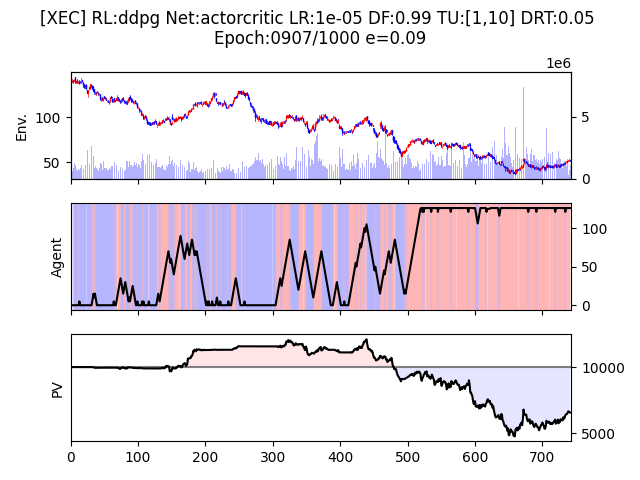 [XEC] RL:ddpg Net:actorcritic LR:1e-05 DF:0.99 TU:[1,10] DRT:0.05
Epoch:0907/1000 e=0.09
1e6
Env.
100
50
5
0
Agent
100
50
0
PV
10000
5000
0 100 200 300 400 500 600 700